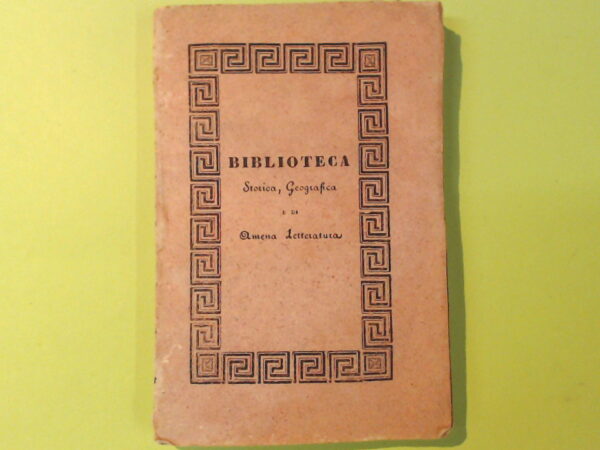 BIBLIOTECA
Storica, Geografica
E DI
Amena Letteratura